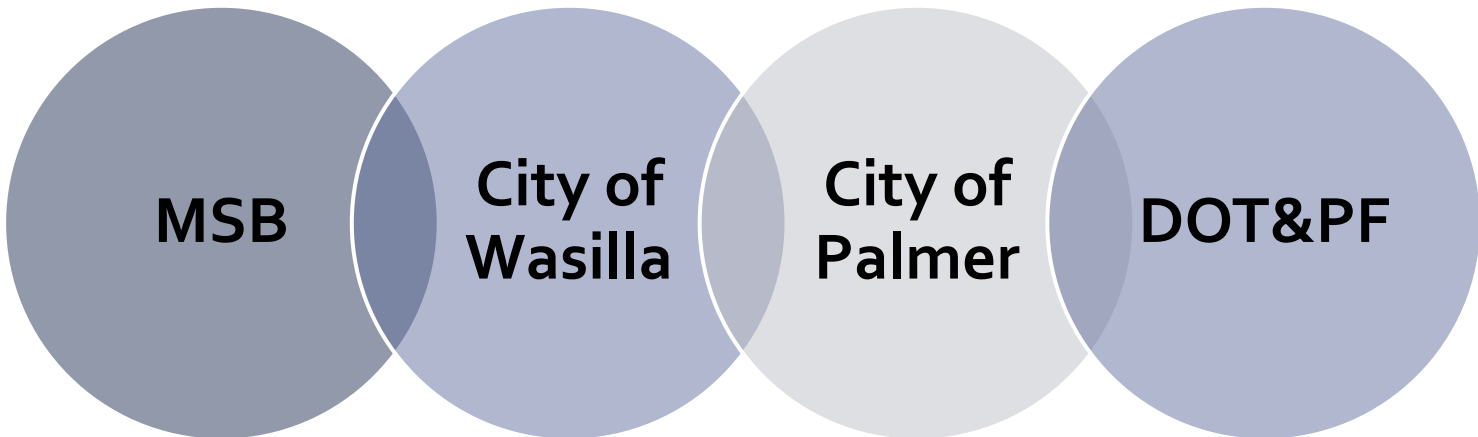 MSB
City of
Wasilla
City of
Palmer
DOT&PF